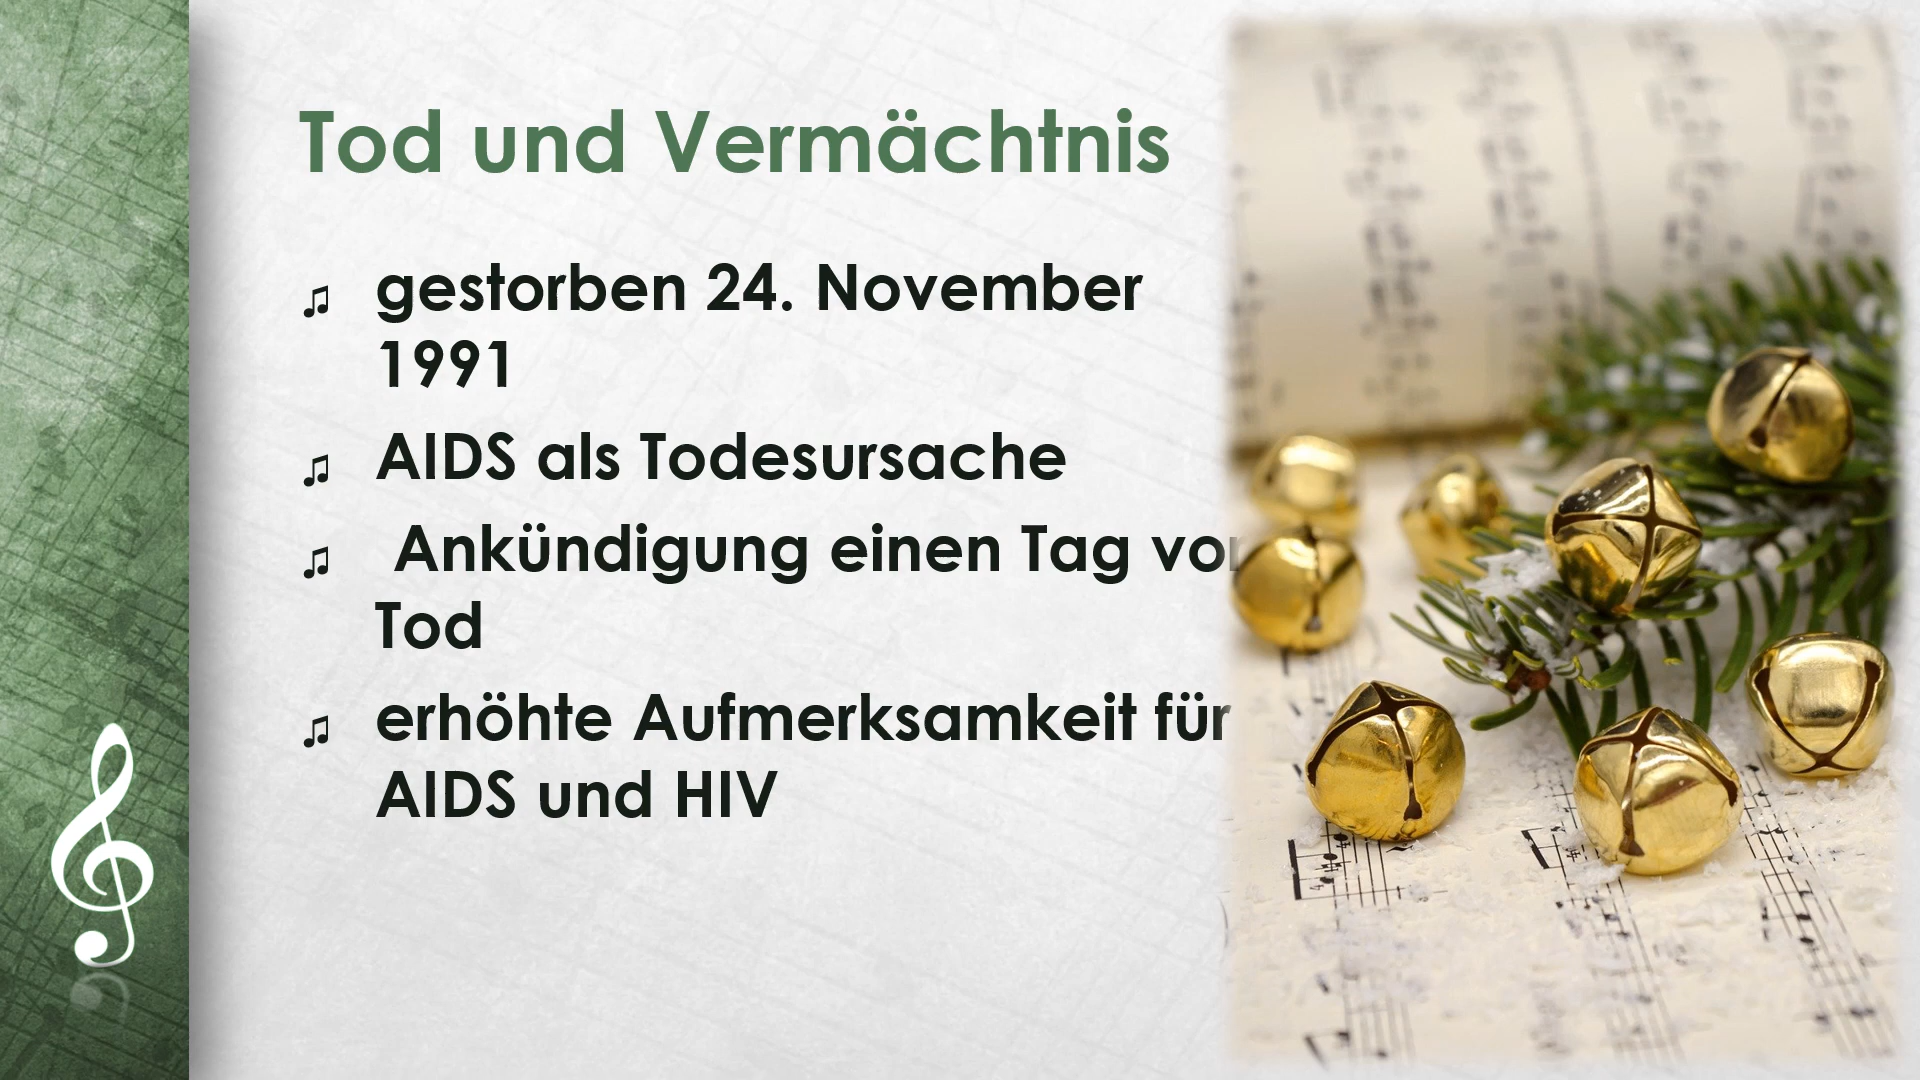 Tod und Vermächtnis
♫ gestorben 24. November
1991
♫ AIDS als Todesursache
♫ Ankündigung einen Tag vor
Tod
♫ erhöhte Aufmerksamkeit für
AIDS und HIV